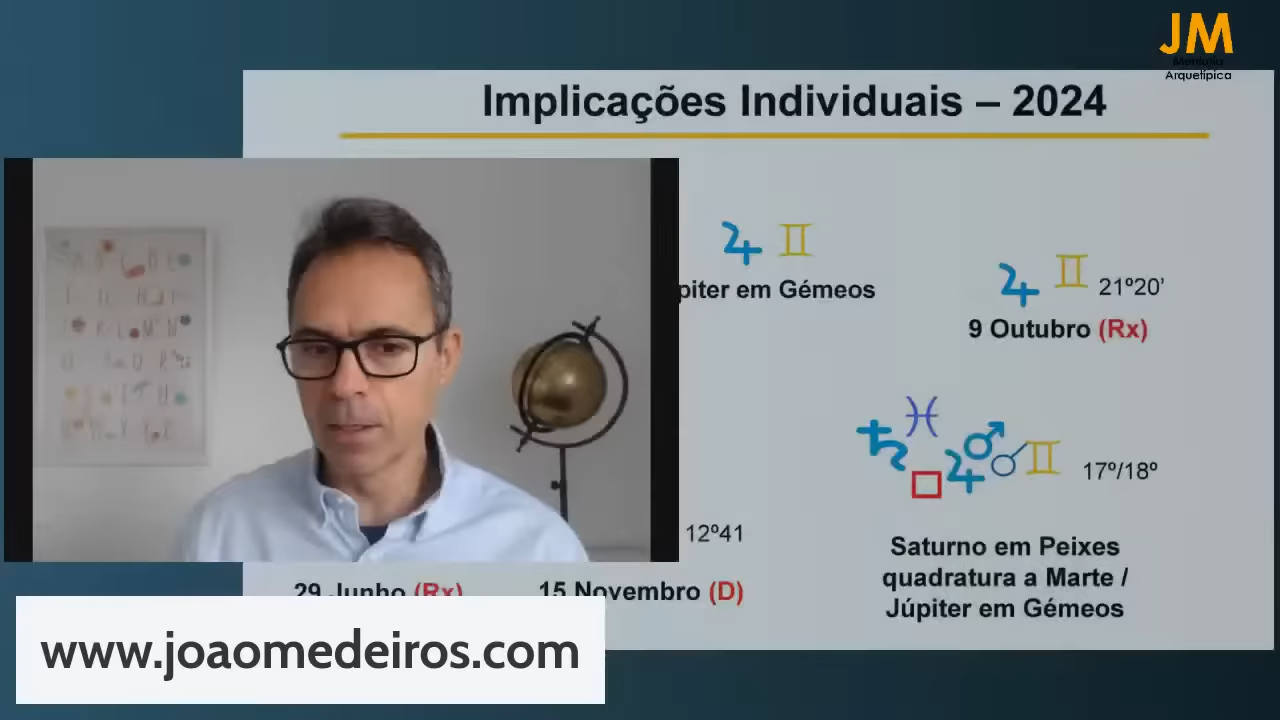 JM
Mentoria
Arquetípica
Implicações Individuais – 2024
piter em Gémeos
21º20’
9 Outubro (Rx)
17º/18º
12º41
Saturno em Peixes
quadratura a Marte /
Júpiter em Gémeos
29 Junho (Rx)
15 Novembro (D)
www.joaomedeiros.com